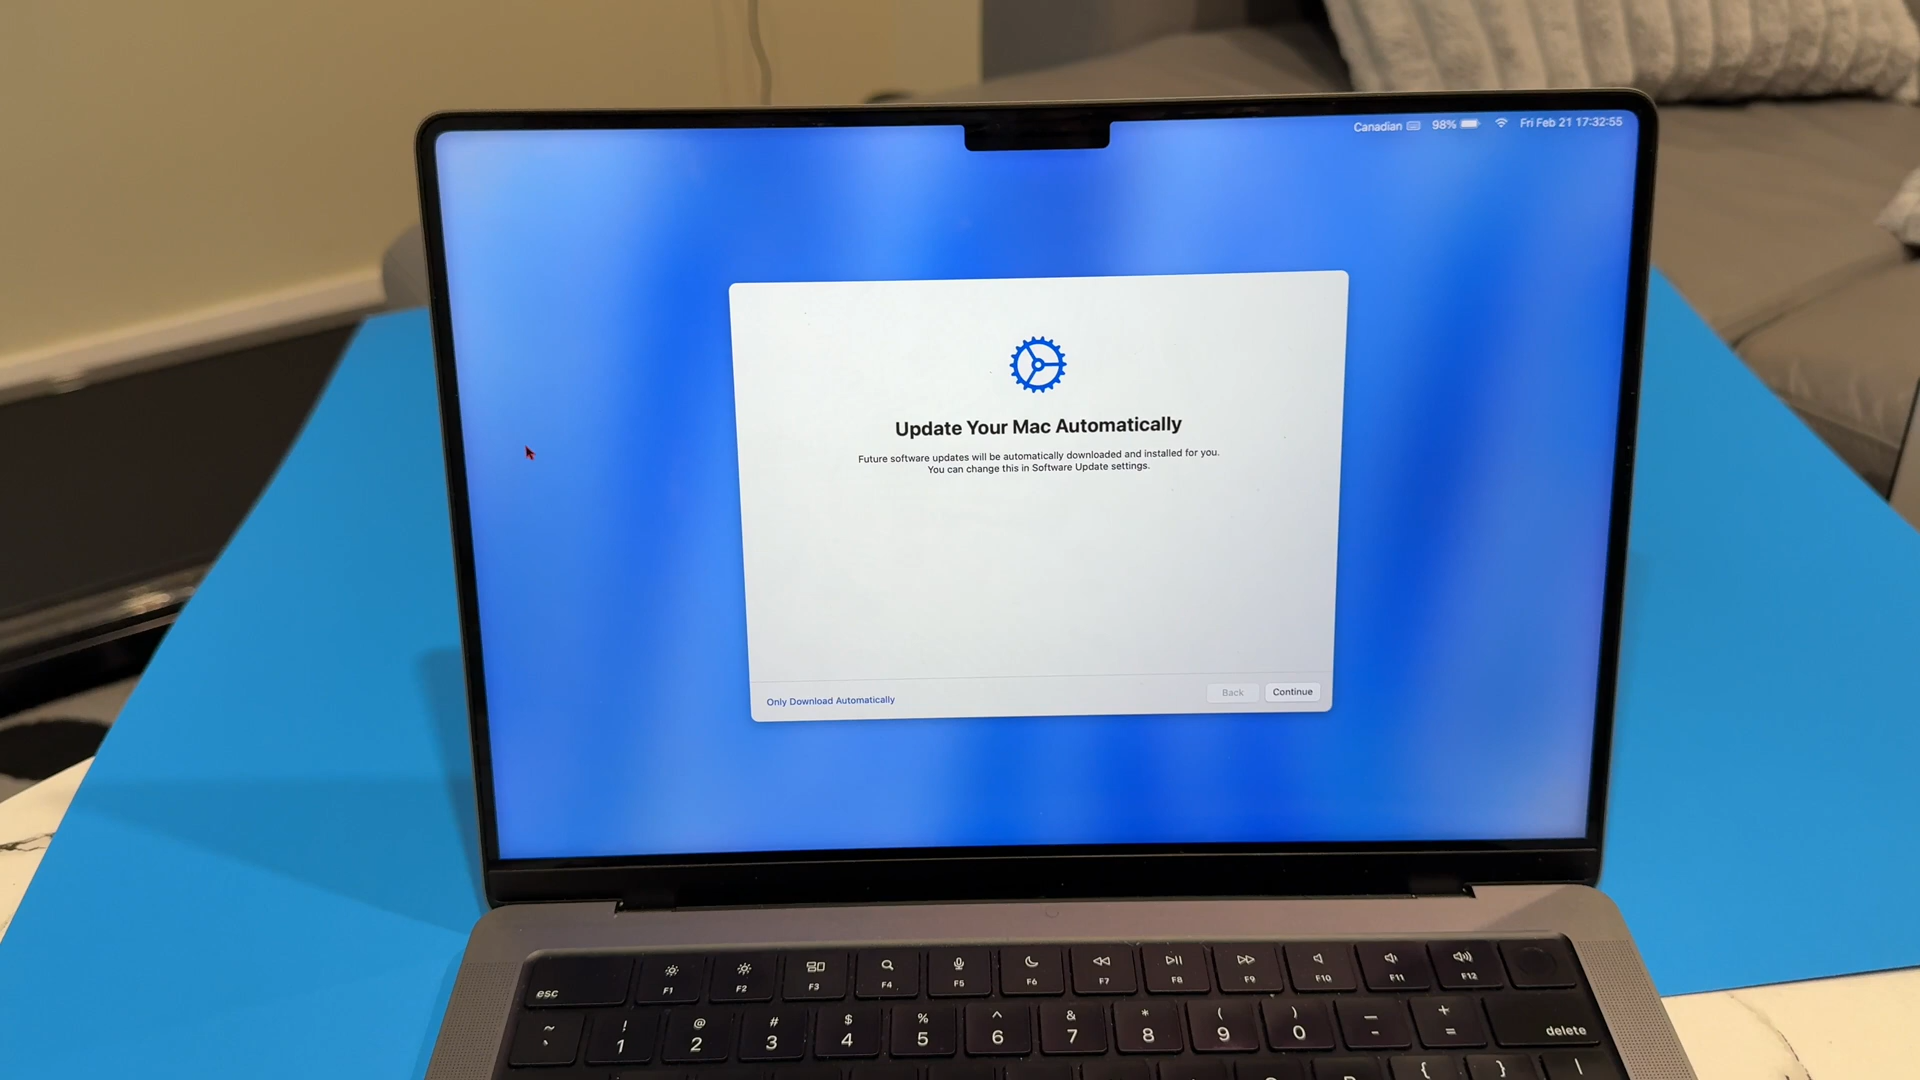 Canadian 98% Fri Feb 21 17:32:55
Update Your Mac Automatically
Future software updates will be automatically downloaded and installed for you.
You can change this in Software Update settings.
Only Download Automatically Back Continue
esc F1 F2 F3 F4 F5 F6 F7 F8 F9 F10 F11 F12
~ ! @ # $ % ^ & * ( ) — +
` 1 2 3 4 5 6 7 8 9 0 - = delete
{ } |